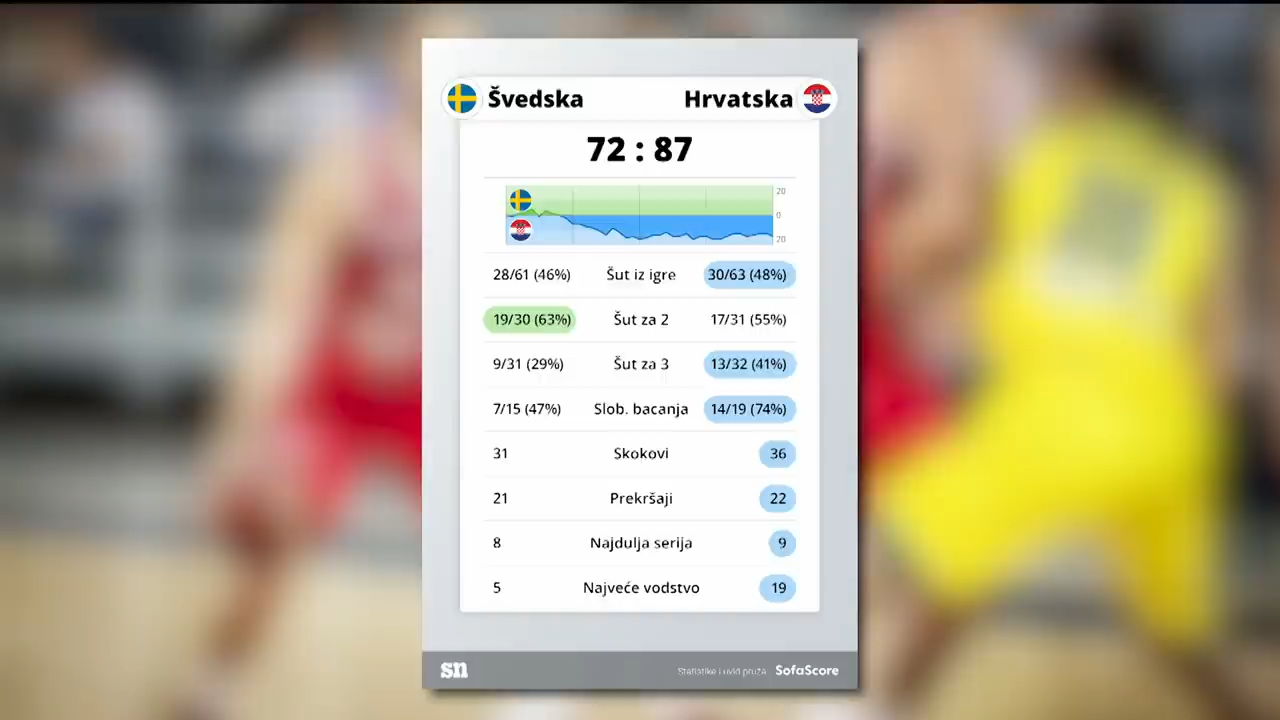 Švedska Hrvatska
72 : 87
20
0
20
28/61 (46%) Šut iz igre 30/63 (48%)
19/30 (63%) Šut za 2 17/31 (55%)
9/31 (29%) Šut za 3 13/32 (41%)
7/15 (47%) Slob. bacanja 14/19 (74%)
31 Skokovi 36
21 Prekršaji 22
8 Najdulja serija 9
5 Najveće vodstvo 19
sn Statistike i uvid pruža SofaScore